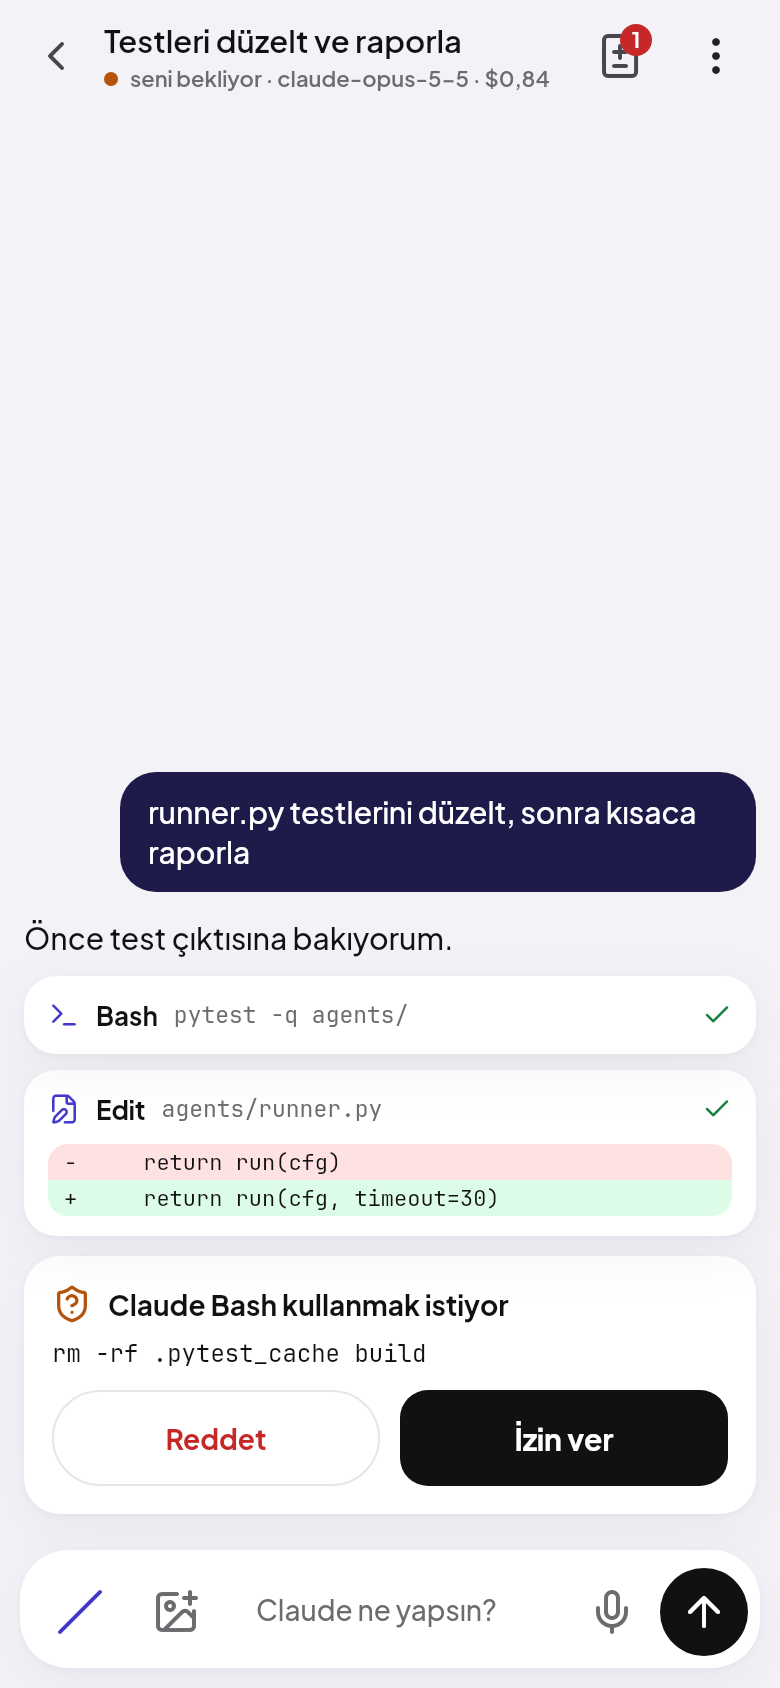 Testleri düzelt ve raporla
1
seni bekliyor · claude-opus-5-5 · $0,84
runner.py testlerini düzelt, sonra kısaca
raporla
Önce test çıktısına bakıyorum.
Bash pytest -q agents/
Edit agents/runner.py
- return run(cfg)
+ return run(cfg, timeout=30)
Claude Bash kullanmak istiyor
rm -rf .pytest_cache build
Reddet
İzin ver
Claude ne yapsın?